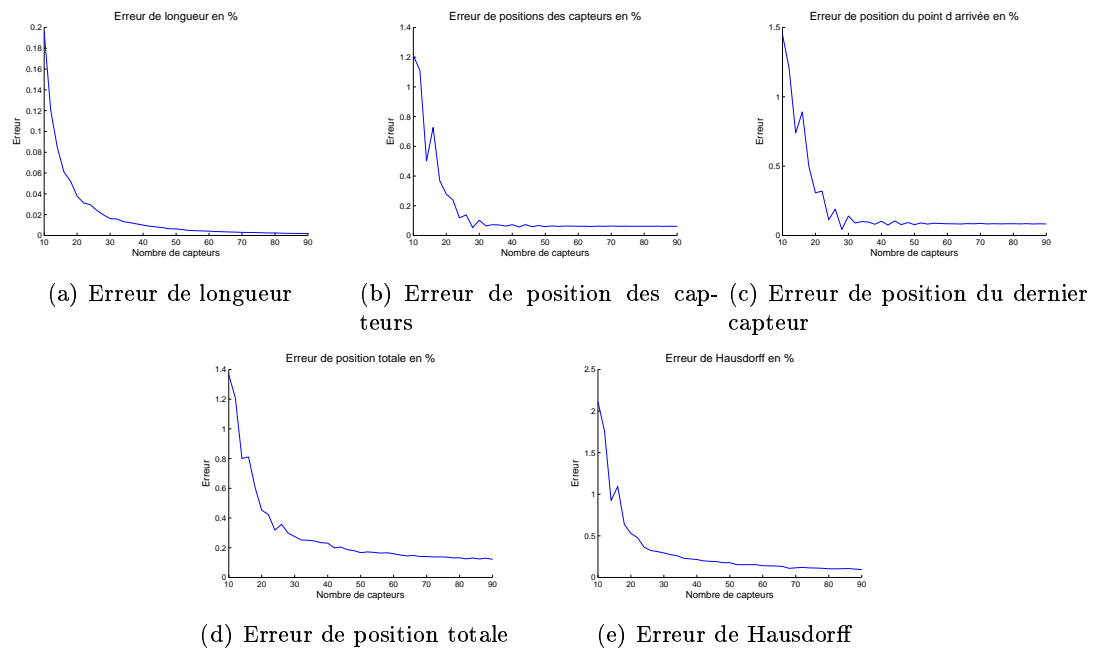 Erreur de longueur en %
0.2
0.18
0.16
0.14
0.12
0.1
0.08
0.06
0.04
0.02
0
Erreur
10 20 30 40 50 60 70 80 90
Nombre de capteurs
(a) Erreur de longueur
Erreur de positions des capteurs en %
1.4
1.2
1
0.8
0.6
0.4
0.2
0
Erreur
10 20 30 40 50 60 70 80 90
Nombre de capteurs
(b) Erreur de position des cap-
teurs
Erreur de position du point d arrivée en %
1.5
1
0.5
0
Erreur
10 20 30 40 50 60 70 80 90
Nombre de capteurs
(c) Erreur de position du dernier
capteur
Erreur de position totale en %
1.4
1.2
1
0.8
0.6
0.4
0.2
0
Erreur
10 20 30 40 50 60 70 80 90
Nombre de capteurs
(d) Erreur de position totale
Erreur de Hausdorff en %
2.5
2
1.5
1
0.5
0
Erreur
10 20 30 40 50 60 70 80 90
Nombre de capteurs
(e) Erreur de Hausdorff